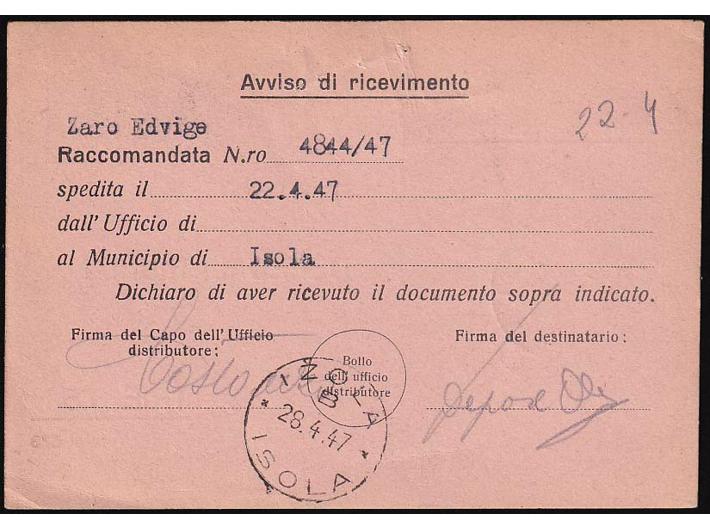 Avviso di ricevimento
22.4
Zaro Edvige
Raccomandata N.ro 4844/47
spedita il 22.4.47
dall' Ufficio di
al Municipio di Isola
Dichiaro di aver ricevuto il documento sopra indicato.
Firma del Capo dell' Ufficio
distributore:
Bollo
dell' ufficio
distributore
Firma del destinatario:
IZOLA
B
28.4.47
ISOLA